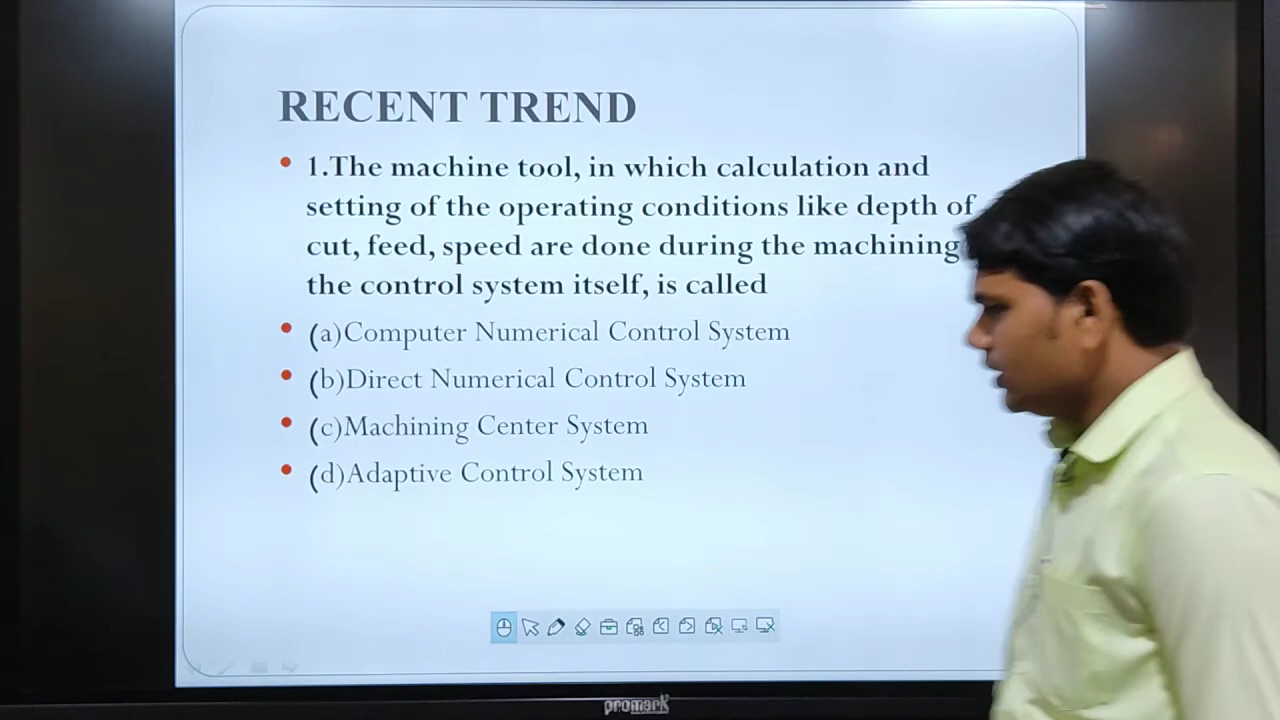 RECENT TREND
• 1.The machine tool, in which calculation and
setting of the operating conditions like depth of
cut, feed, speed are done during the machining
the control system itself, is called
• (a)Computer Numerical Control System
• (b)Direct Numerical Control System
• (c)Machining Center System
• (d)Adaptive Control System
promark